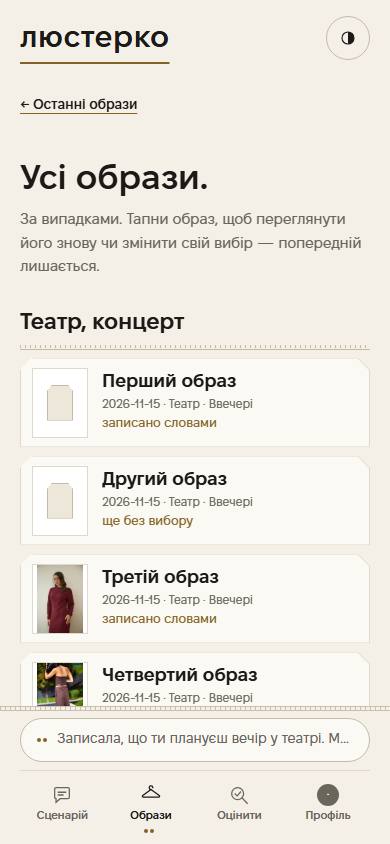 люстерко
← Останні образи
Усі образи.
За випадками. Тапни образ, щоб переглянути
його знову чи змінити свій вибір — попередній
лишається.
Театр, концерт
Перший образ
2026-11-15 · Театр · Ввечері
записано словами
Другий образ
2026-11-15 · Театр · Ввечері
ще без вибору
Третій образ
2026-11-15 · Театр · Ввечері
записано словами
Четвертий образ
2026-11-15 · Театр · Ввечері
Записала, що ти плануєш вечір у театрі. М...
Сценарій
Образи
Оцінити
Профіль